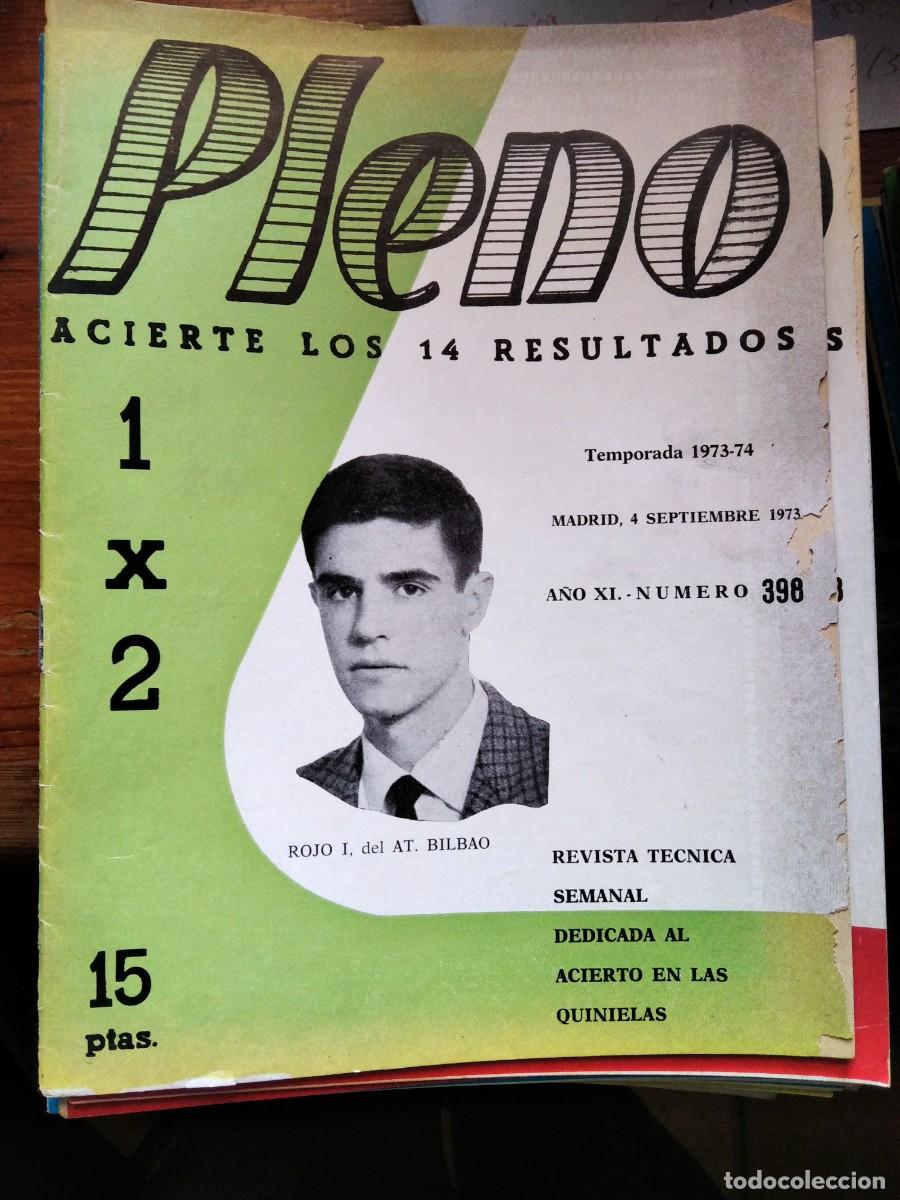 Pleno
ACIERTE LOS 14 RESULTADOS S
1
x
2
Temporada 1973-74
MADRID, 4 SEPTIEMBRE 1973
AÑO XI.-NUMERO 398
ROJO I, del AT. BILBAO
REVISTA TECNICA
SEMANAL
DEDICADA AL
ACIERTO EN LAS
QUINIELAS
15
ptas.
todocoleccion